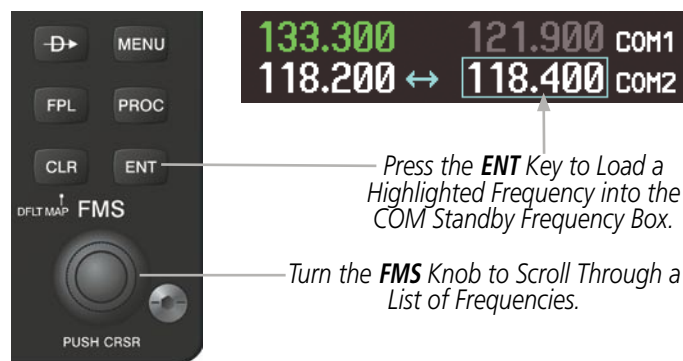 D MENU
FPL PROC
CLR ENT
DFLT MAP FMS
PUSH CRSR
133.300 121.900 COM1
118.200 ↔ 118.400 COM2
Press the ENT Key to Load a
Highlighted Frequency into the
COM Standby Frequency Box.
Turn the FMS Knob to Scroll Through a
List of Frequencies.